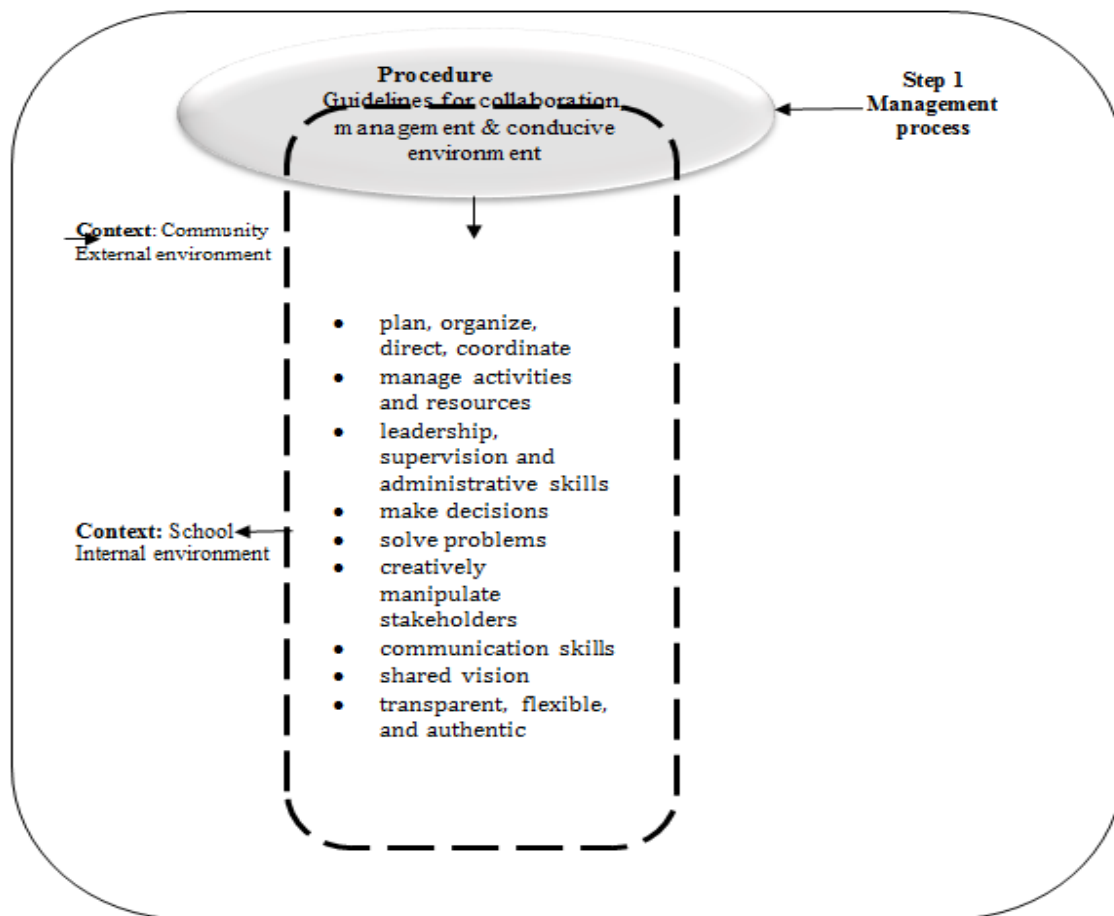 Procedure
Guidelines for collaboration
management & conducive
environment
Step 1
Management
process
Context: Community
External environment
• plan, organize,
direct, coordinate
• manage activities
and resources
• leadership,
supervision and
administrative skills
• make decisions
• solve problems
• creatively
manipulate
stakeholders
• communication skills
• shared vision
• transparent, flexible,
and authentic
Context: School
Internal environment